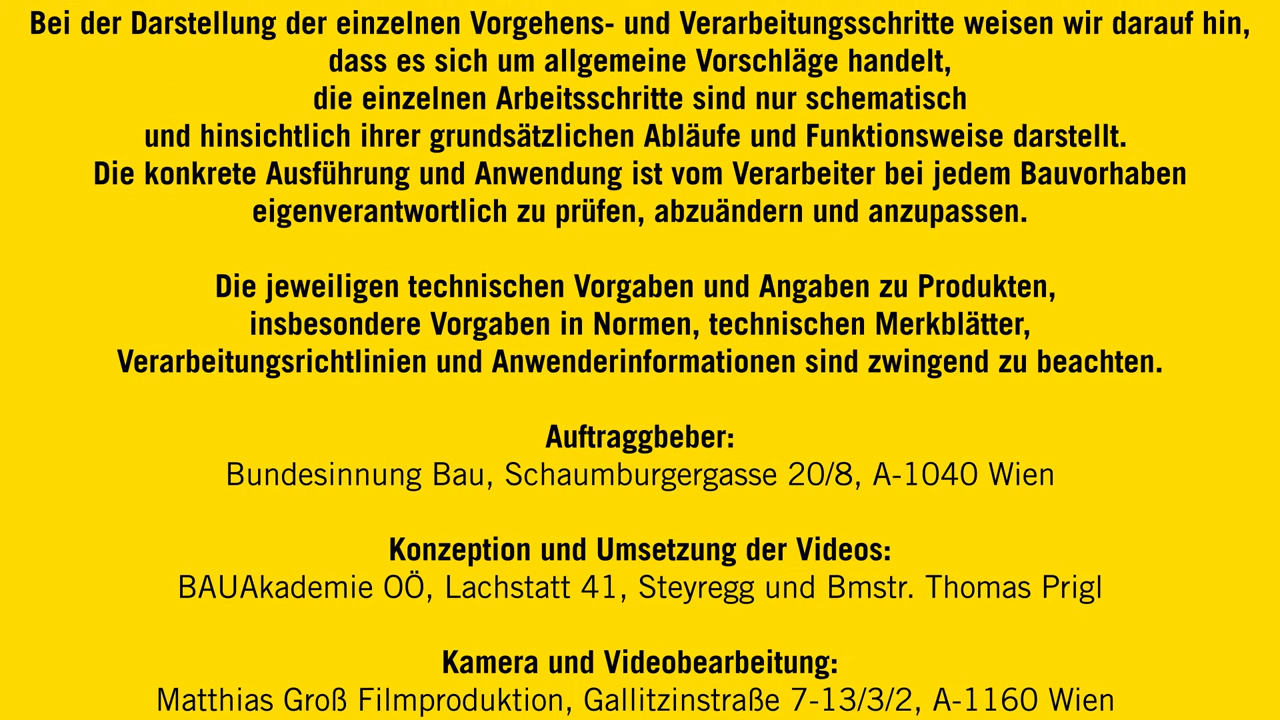 Bei der Darstellung der einzelnen Vorgehens- und Verarbeitungsschritte weisen wir darauf hin,
dass es sich um allgemeine Vorschläge handelt,
die einzelnen Arbeitsschritte sind nur schematisch
und hinsichtlich ihrer grundsätzlichen Abläufe und Funktionsweise darstellt.
Die konkrete Ausführung und Anwendung ist vom Verarbeiter bei jedem Bauvorhaben
eigenverantwortlich zu prüfen, abzuändern und anzupassen.
Die jeweiligen technischen Vorgaben und Angaben zu Produkten,
insbesondere Vorgaben in Normen, technischen Merkblätter,
Verarbeitungsrichtlinien und Anwenderinformationen sind zwingend zu beachten.
Auftraggbeber:
Bundesinnung Bau, Schaumburgergasse 20/8, A-1040 Wien
Konzeption und Umsetzung der Videos:
BAUAkademie OÖ, Lachstatt 41, Steyregg und Bmstr. Thomas Prigl
Kamera und Videobearbeitung:
Matthias Groß Filmproduktion, Gallitzinstraße 7-13/3/2, A-1160 Wien